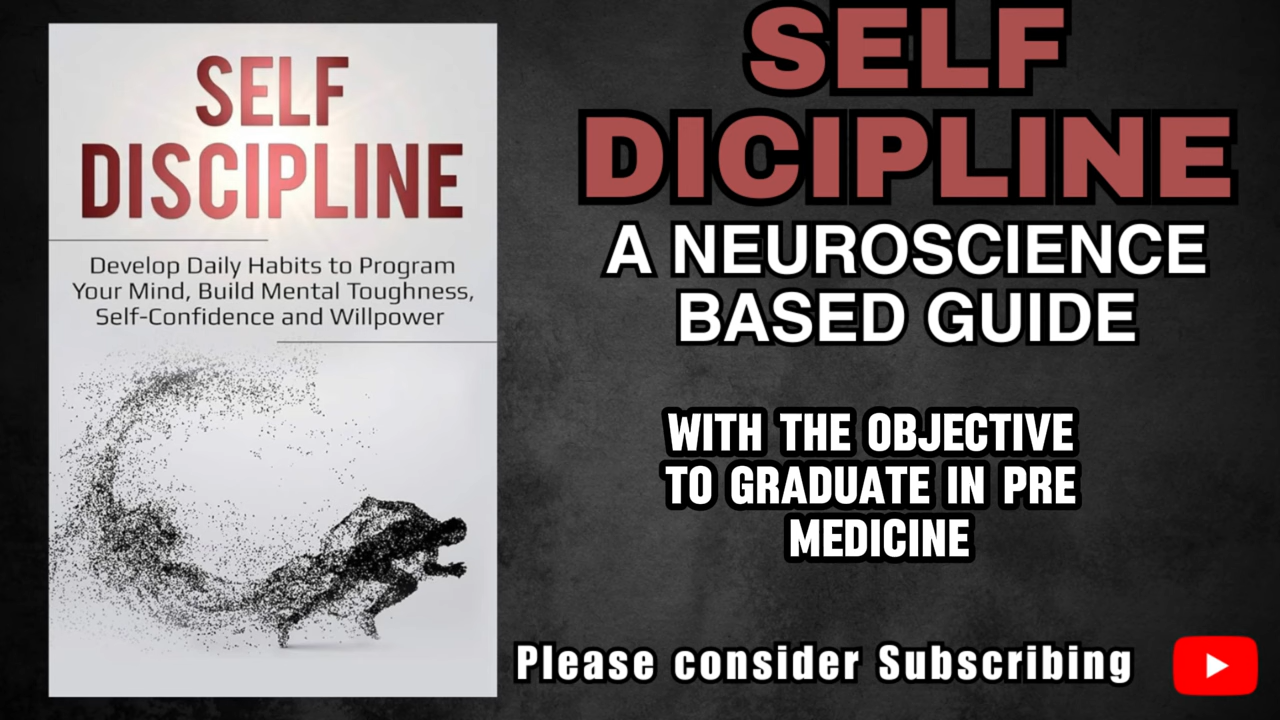 SELF
DISCIPLINE
Develop Daily Habits to Program
Your Mind, Build Mental Toughness,
Self-Confidence and Willpower
SELF
DICIPLINE
A NEUROSCIENCE
BASED GUIDE
WITH THE OBJECTIVE
TO GRADUATE IN PRE
MEDICINE
Please consider Subscribing